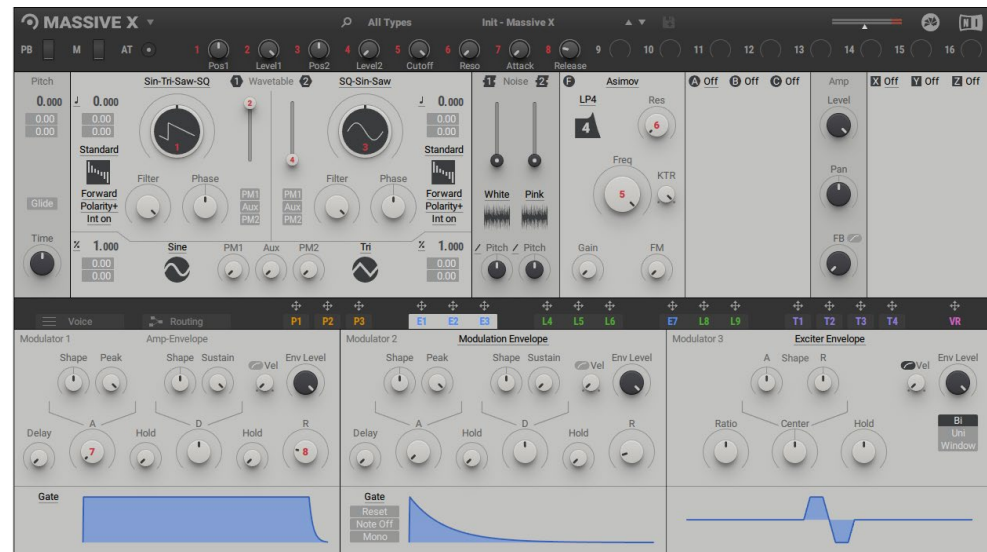 MASSIVE X All Types Init - Massive X
PB M AT 1 2 3 4 5 6 7 8 9 10 11 12 13 14 15 16
Pos1 Level1 Pos2 Level2 Cutoff Reso Attack Release
Pitch Sin-Tri-Saw-SQ 1 Wavetable 2 SQ-Sin-Saw 1 Noise 2 F Asimov A Off B Off C Off Amp X Off Y Off Z Off
0.000 0.000 2 0.000 LP4 Res Level
0.00 0.00 0.00
0.00 0.00 1 3 0.00 4 6
Standard 4 Standard Freq Pan
Filter Phase Filter Phase KTR
Forward PM1 PM1 Forward White Pink 5
Glide Polarity+ Aux Aux Polarity+
Int on PM2 PM2 Int on
Time % 1.000 Sine PM1 Aux PM2 Tri % 1.000 Pitch Pitch Gain FM FB
0.00 0.00
0.00 0.00
Voice Routing P1 P2 P3 E1 E2 E3 L4 L5 L6 E7 L8 L9 T1 T2 T3 T4 VR
Modulator 1 Amp-Envelope Modulator 2 Modulation Envelope Modulator 3 Exciter Envelope
Shape Peak Shape Sustain Vel Env Level Shape Peak Shape Sustain Vel Env Level A Shape R Vel Env Level
Delay A Hold D Hold R Delay A Hold D Hold R Ratio Center Hold Bi
7 8 Uni
Window
Gate Gate
Reset
Note Off
Mono